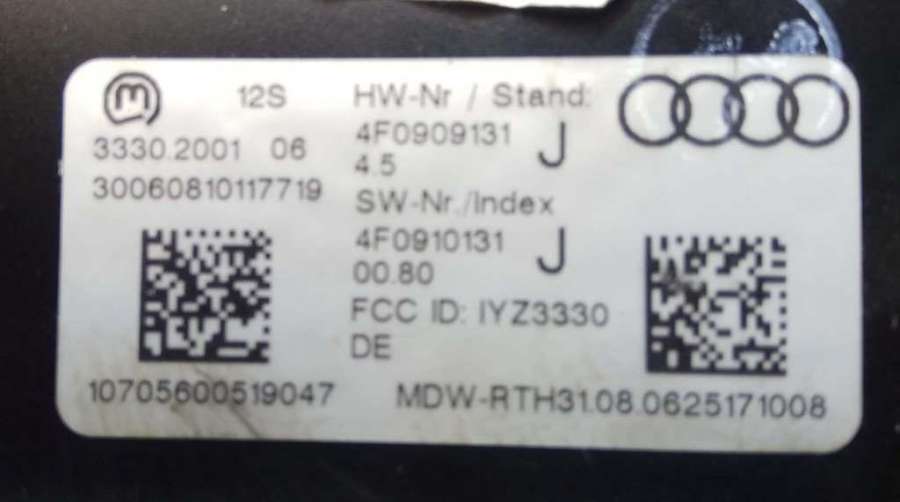 12S
3330.2001 06
30060810117719
HW-Nr / Stand:
4F0909131 J
4.5
SW-Nr./Index
4F0910131 J
00.80
FCC ID: IYZ3330
DE
10705600519047
MDW-RTH31.08.0625171008